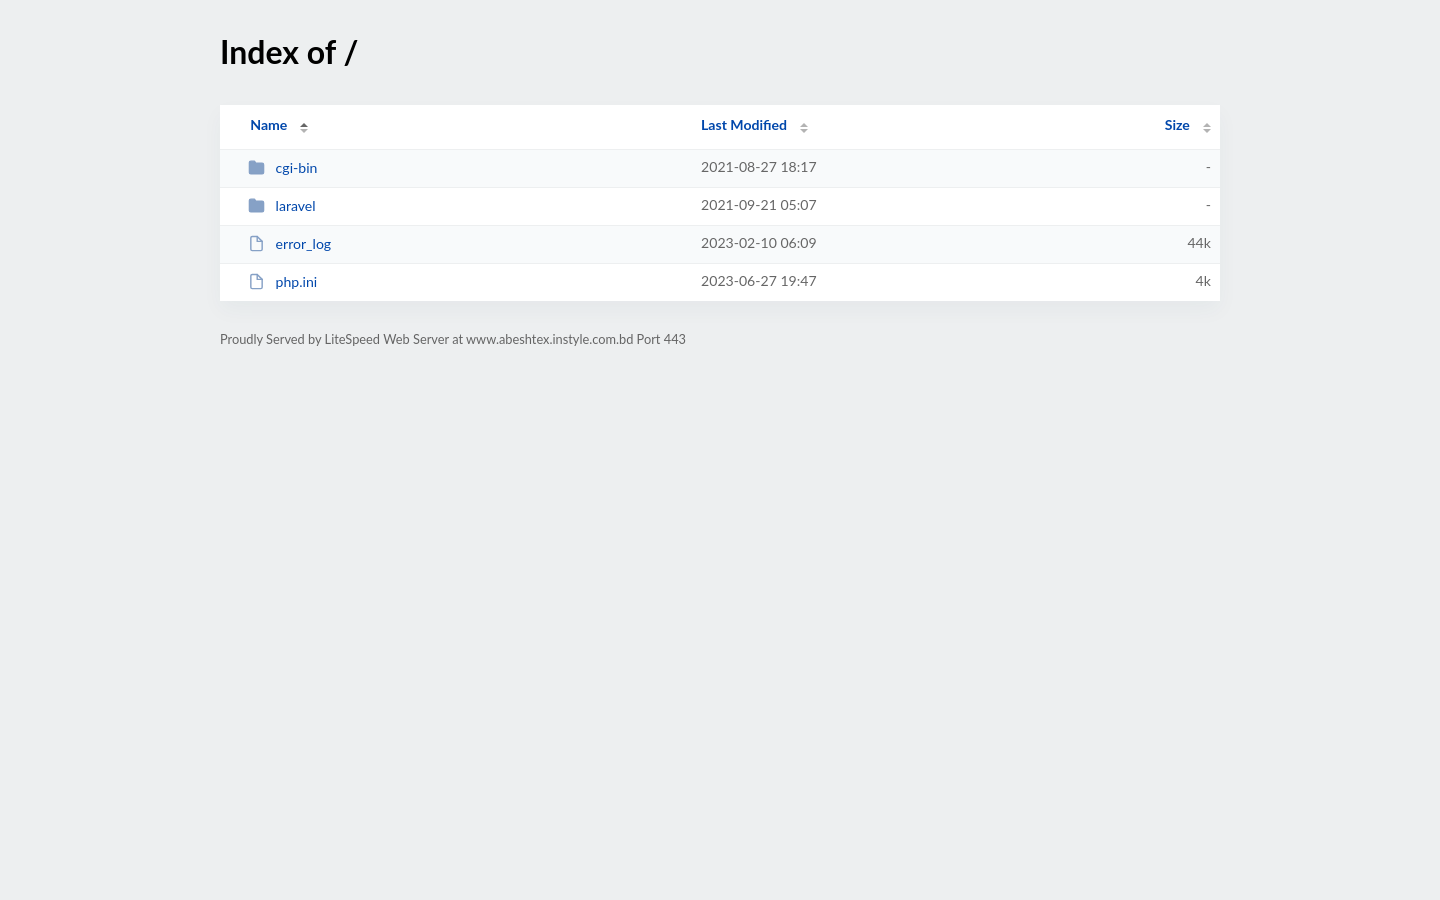 Index of /
Name Last Modified Size
cgi-bin 2021-08-27 18:17 -
laravel 2021-09-21 05:07 -
error_log 2023-02-10 06:09 44k
php.ini 2023-06-27 19:47 4k
Proudly Served by LiteSpeed Web Server at www.abeshtex.instyle.com.bd Port 443